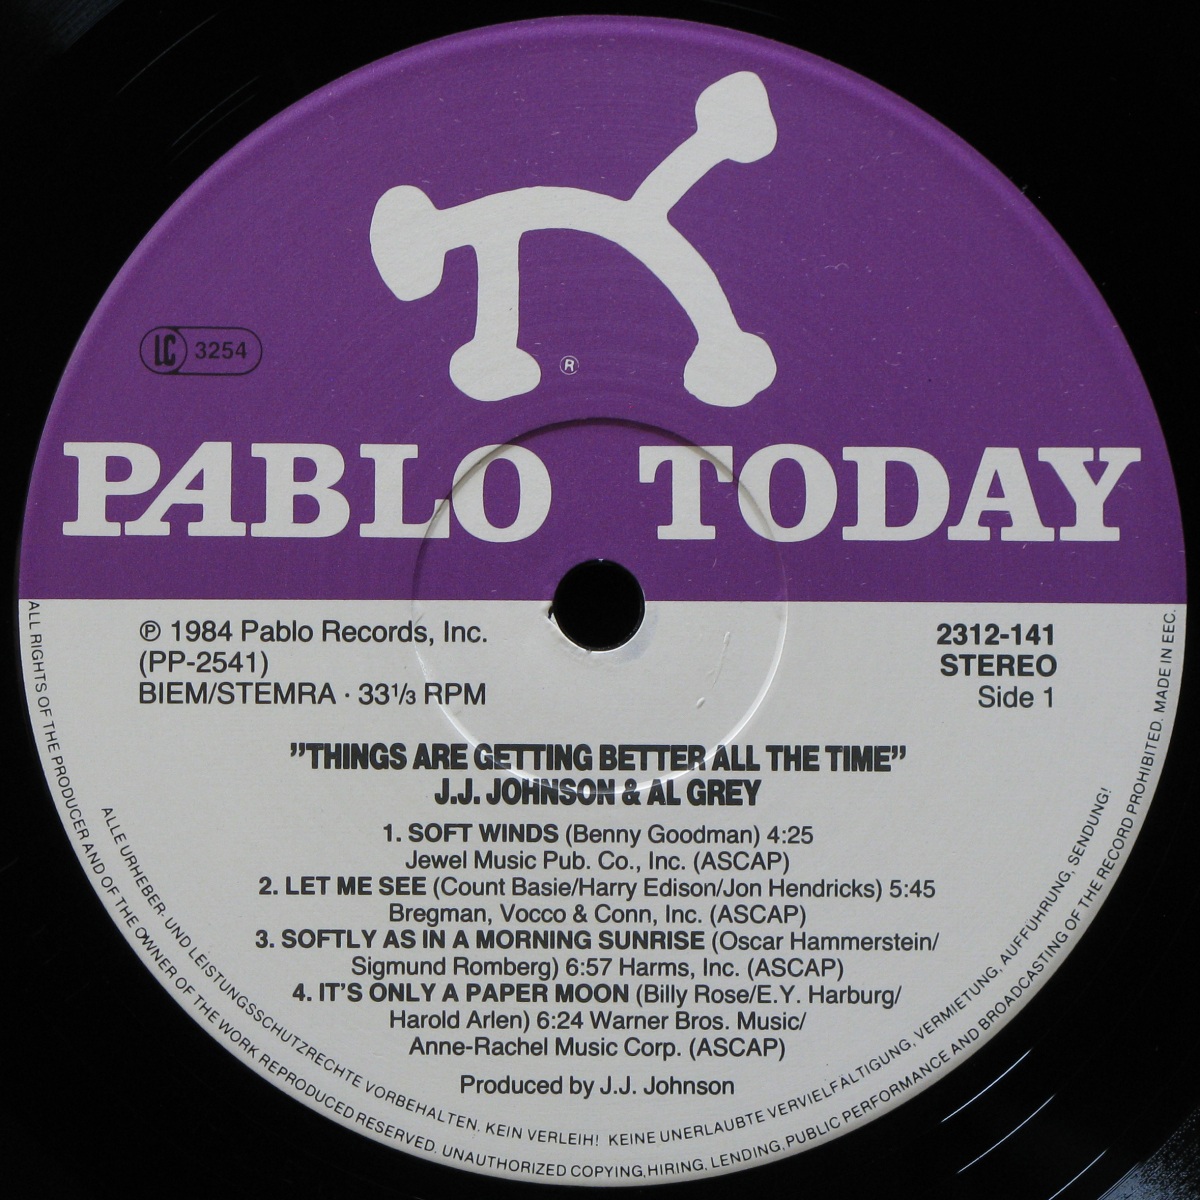 LC 3254
®
PABLO TODAY
℗ 1984 Pablo Records, Inc.
(PP-2541)
BIEM/STEMRA · 33⅓ RPM
2312-141
STEREO
Side 1
"THINGS ARE GETTING BETTER ALL THE TIME"
J.J. JOHNSON & AL GREY
1. SOFT WINDS (Benny Goodman) 4:25
Jewel Music Pub. Co., Inc. (ASCAP)
2. LET ME SEE (Count Basie/Harry Edison/Jon Hendricks) 5:45
Bregman, Vocco & Conn, Inc. (ASCAP)
3. SOFTLY AS IN A MORNING SUNRISE (Oscar Hammerstein/
Sigmund Romberg) 6:57 Harms, Inc. (ASCAP)
4. IT'S ONLY A PAPER MOON (Billy Rose/E.Y. Harburg/
Harold Arlen) 6:24 Warner Bros. Music/
Anne-Rachel Music Corp. (ASCAP)
Produced by J.J. Johnson
ALLE URHEBER- UND LEISTUNGSSCHUTZRECHTE VORBEHALTEN. KEIN VERLEIH! KEINE UNERLAUBTE VERVIELFÄLTIGUNG, VERMIETUNG, AUFFÜHRUNG, SENDUNG!
ALL RIGHTS OF THE PRODUCER AND OF THE OWNER OF THE WORK REPRODUCED RESERVED. UNAUTHORIZED COPYING, HIRING, LENDING, PUBLIC PERFORMANCE AND BROADCASTING OF THE RECORD PROHIBITED. MADE IN EEC.